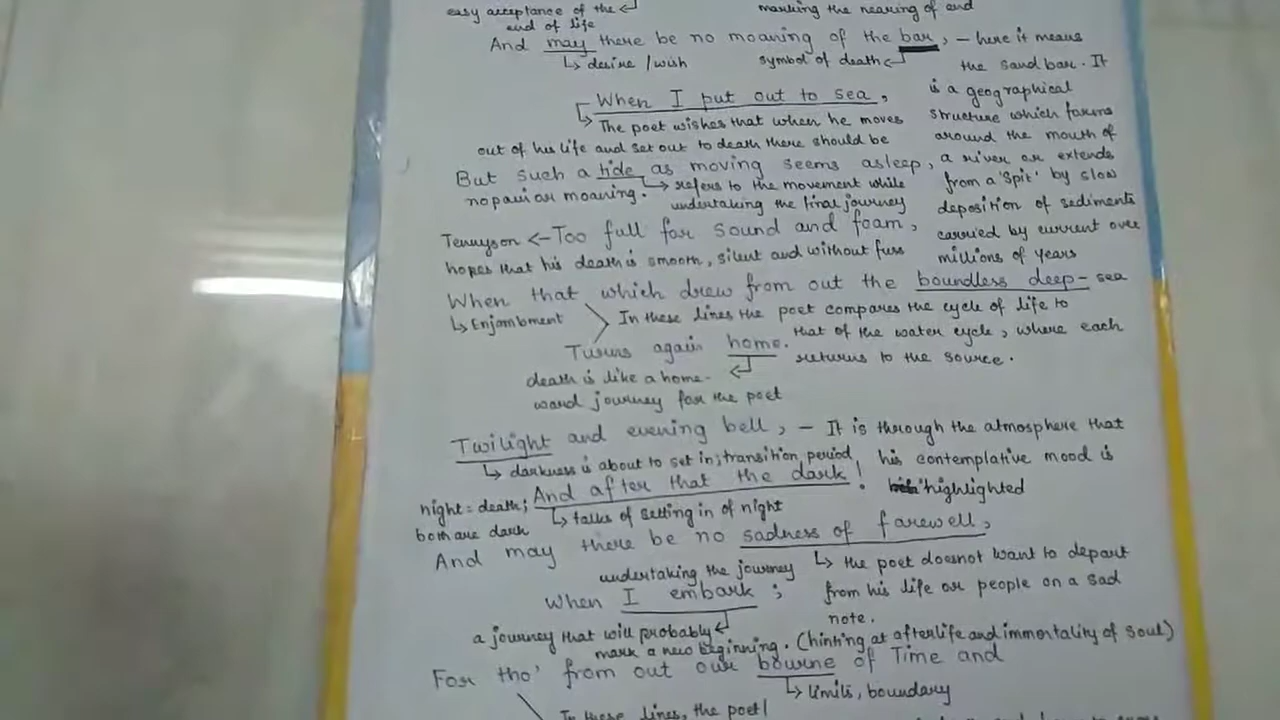 easy acceptance of the
end of life
marking the nearing of end
And may there be no moaning of the bar, – here it means
↳ desire / wish
symbol of death
the sand bar. It
is a geographical
structure which forms
around the mouth of
a river or extends
from a 'Spit' by slow
deposition of sediments
carried by current over
millions of years
When I put out to sea,
The poet wishes that when he moves
out of his life and set out to death there should be
But such a tide as moving seems asleep,
no pain or moaning.
↳ refers to the movement while
undertaking the final journey
Tennyson <– Too full for sound and foam,
hopes that his death is smooth, silent and without fuss
When that which drew from out the boundless deep – sea
↳ Enjambment
In these lines the poet compares the cycle of life to
that of the water cycle, where each
returns to the source.
Turns again home.
death is like a home-
ward journey for the poet
Twilight and evening bell, – It is through the atmosphere that
his contemplative mood is
highlighted
↳ darkness is about to set in; transition period
night = death;
both are dark
And after that the dark!
↳ talks of setting in of night
And may there be no sadness of farewell,
↳ the poet doesnot want to depart
from his life or people on a sad
note.
undertaking the journey
When I embark ;
a journey that will probably
mark a new beginning. (hinting at afterlife and immortality of soul)
For tho' from out our bourne of Time and
↳ limits, boundary
In these lines, the poet